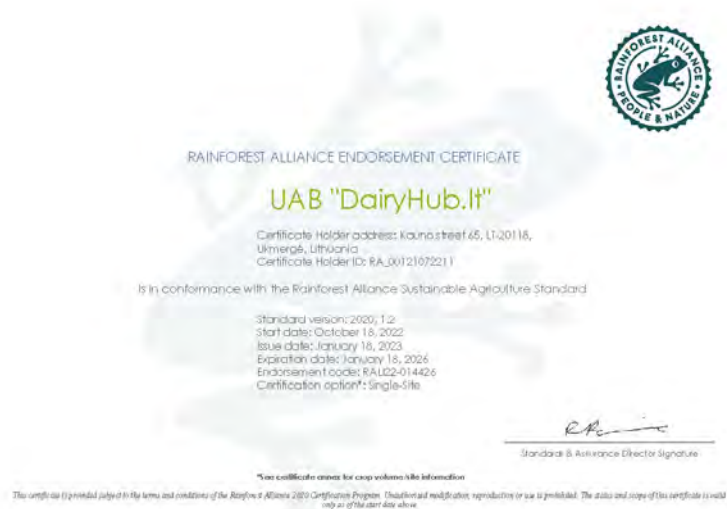 RAINFOREST ALLIANCE
PEOPLE & NATURE
RAINFOREST ALLIANCE ENDORSEMENT CERTIFICATE
UAB "DairyHub.lt"
Certificate Holder address: Kauno street 65, LT-20118,
Ukmergė, Lithuania
Certificate Holder ID: RA_00121072211
Is in conformance with the Rainforest Alliance Sustainable Agriculture Standard
Standard version: 2020, 1.2
Start date: October 18, 2022
Issue date: January 18, 2023
Expiration date: January 18, 2026
Endorsement code: RALI22-014426
Certification option*: Single-Site
Standards & Assurance Director Signature
*See certificate annex for crop volume/site information
This certificate is provided subject to the terms and conditions of the Rainforest Alliance 2020 Certification Program. Unauthorised modification, reproduction or use is prohibited. The status and scope of this certificate is valid
only as of the start date above